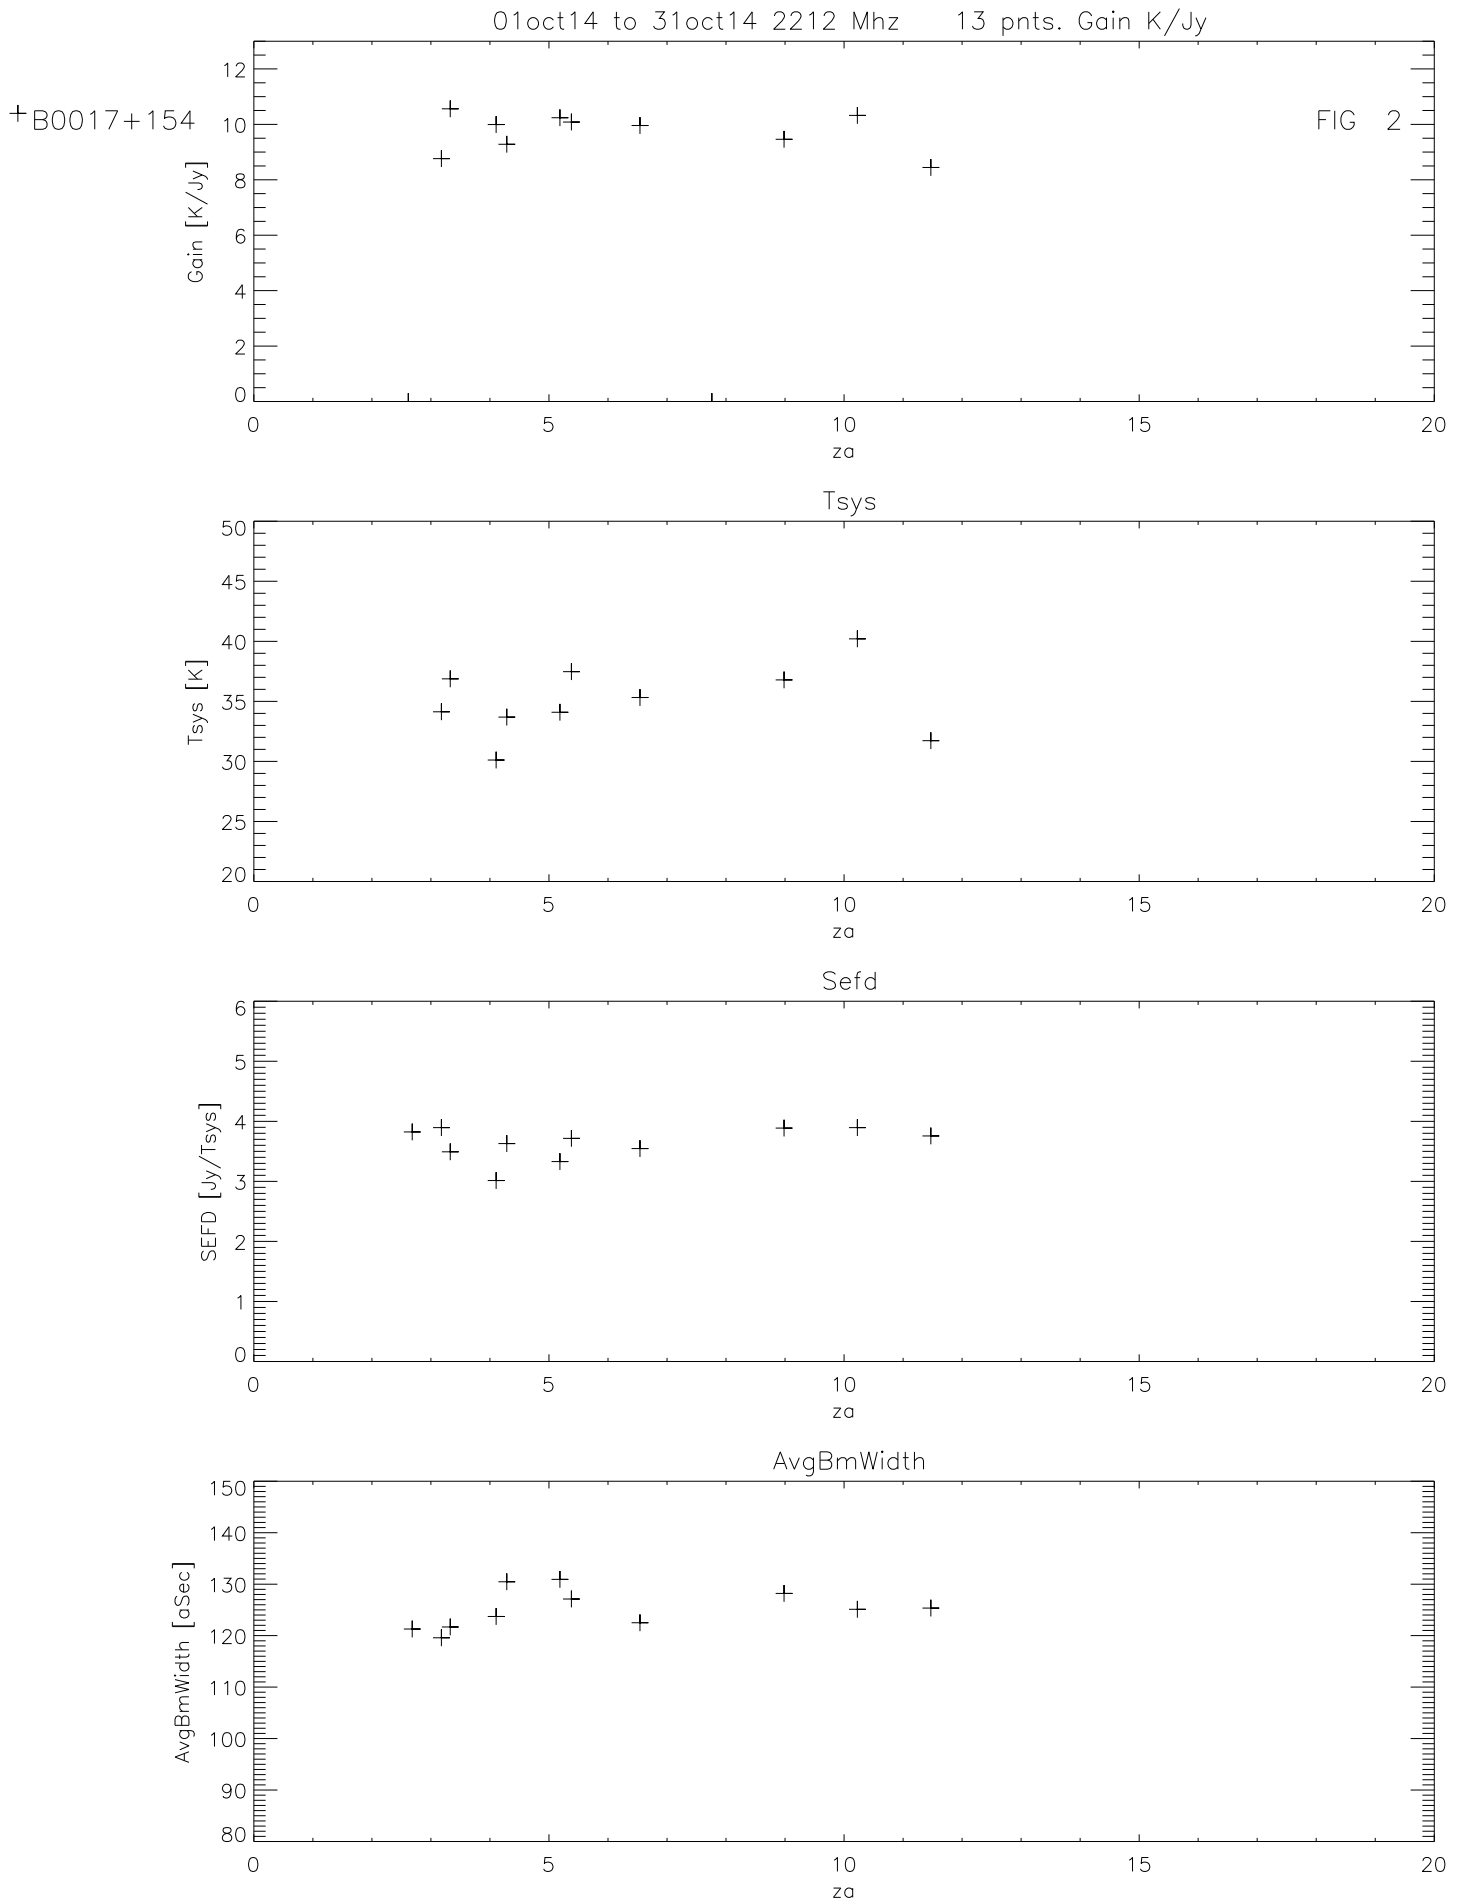 01oct14 to 31oct14 2212 Mhz 13 pnts. Gain K/Jy
+B0017+154
FIG 2
Gain [K/Jy]
12
10
8
6
4
2
0
0 5 10 15 20
za
Tsys
Tsys [K]
50
45
40
35
30
25
20
0 5 10 15 20
za
Sefd
SEFD [Jy/Tsys]
6
5
4
3
2
1
0
0 5 10 15 20
za
AvgBmWidth
AvgBmWidth [aSec]
150
140
130
120
110
100
90
80
0 5 10 15 20
za